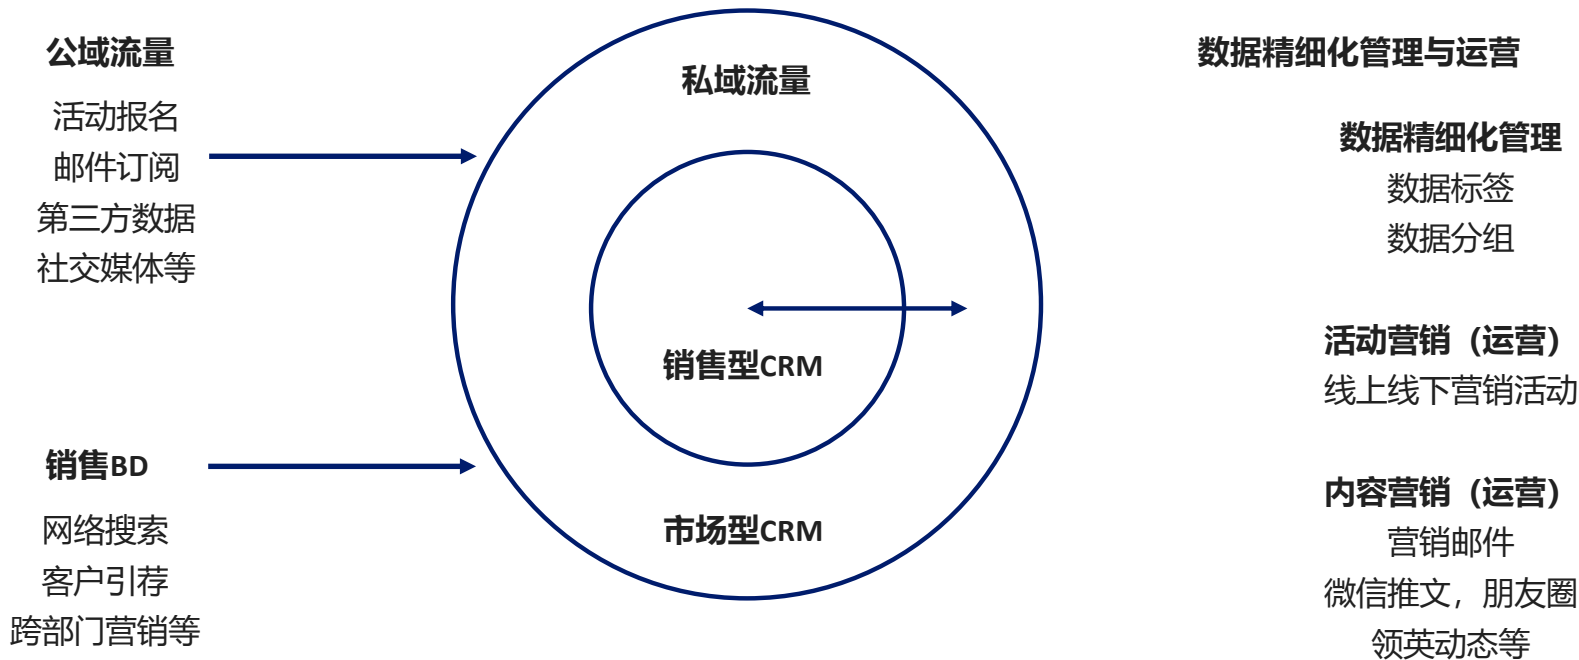 公域流量
活动报名
邮件订阅
第三方数据
社交媒体等
销售BD
网络搜索
客户引荐
跨部门营销等
私域流量
销售型CRM
市场型CRM
数据精细化管理与运营
数据精细化管理
数据标签
数据分组
活动营销（运营）
线上线下营销活动
内容营销（运营）
营销邮件
微信推文，朋友圈
领英动态等